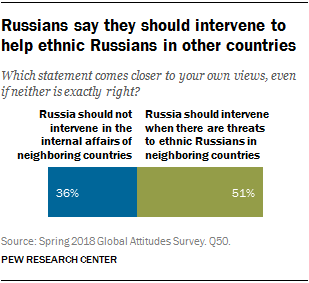 Russians say they should intervene to
help ethnic Russians in other countries
Which statement comes closer to your own views, even
if neither is exactly right?
Russia should not
intervene in the
internal affairs of
neighboring countries
Russia should intervene
when there are threats
to ethnic Russians in
neighboring countries
36%
51%
Source: Spring 2018 Global Attitudes Survey. Q50.
PEW RESEARCH CENTER